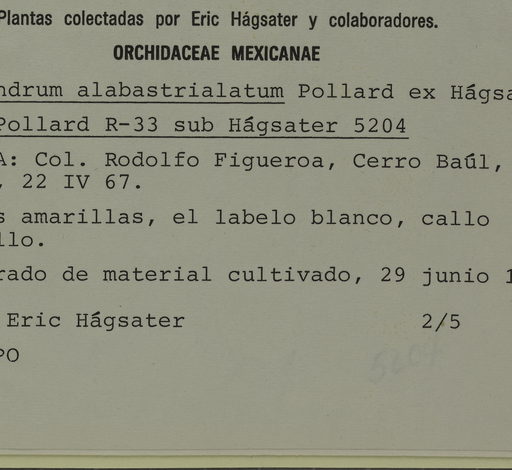 Plantas colectadas por Eric Hágsater y colaboradores.
ORCHIDACEAE MEXICANAE
ndrum alabastrialatum Pollard ex Hágsa
Pollard R-33 sub Hágsater 5204
A: Col. Rodolfo Figueroa, Cerro Baúl,
, 22 IV 67.
s amarillas, el labelo blanco, callo
llo.
rado de material cultivado, 29 junio 1
Eric Hágsater 2/5
PO
5204